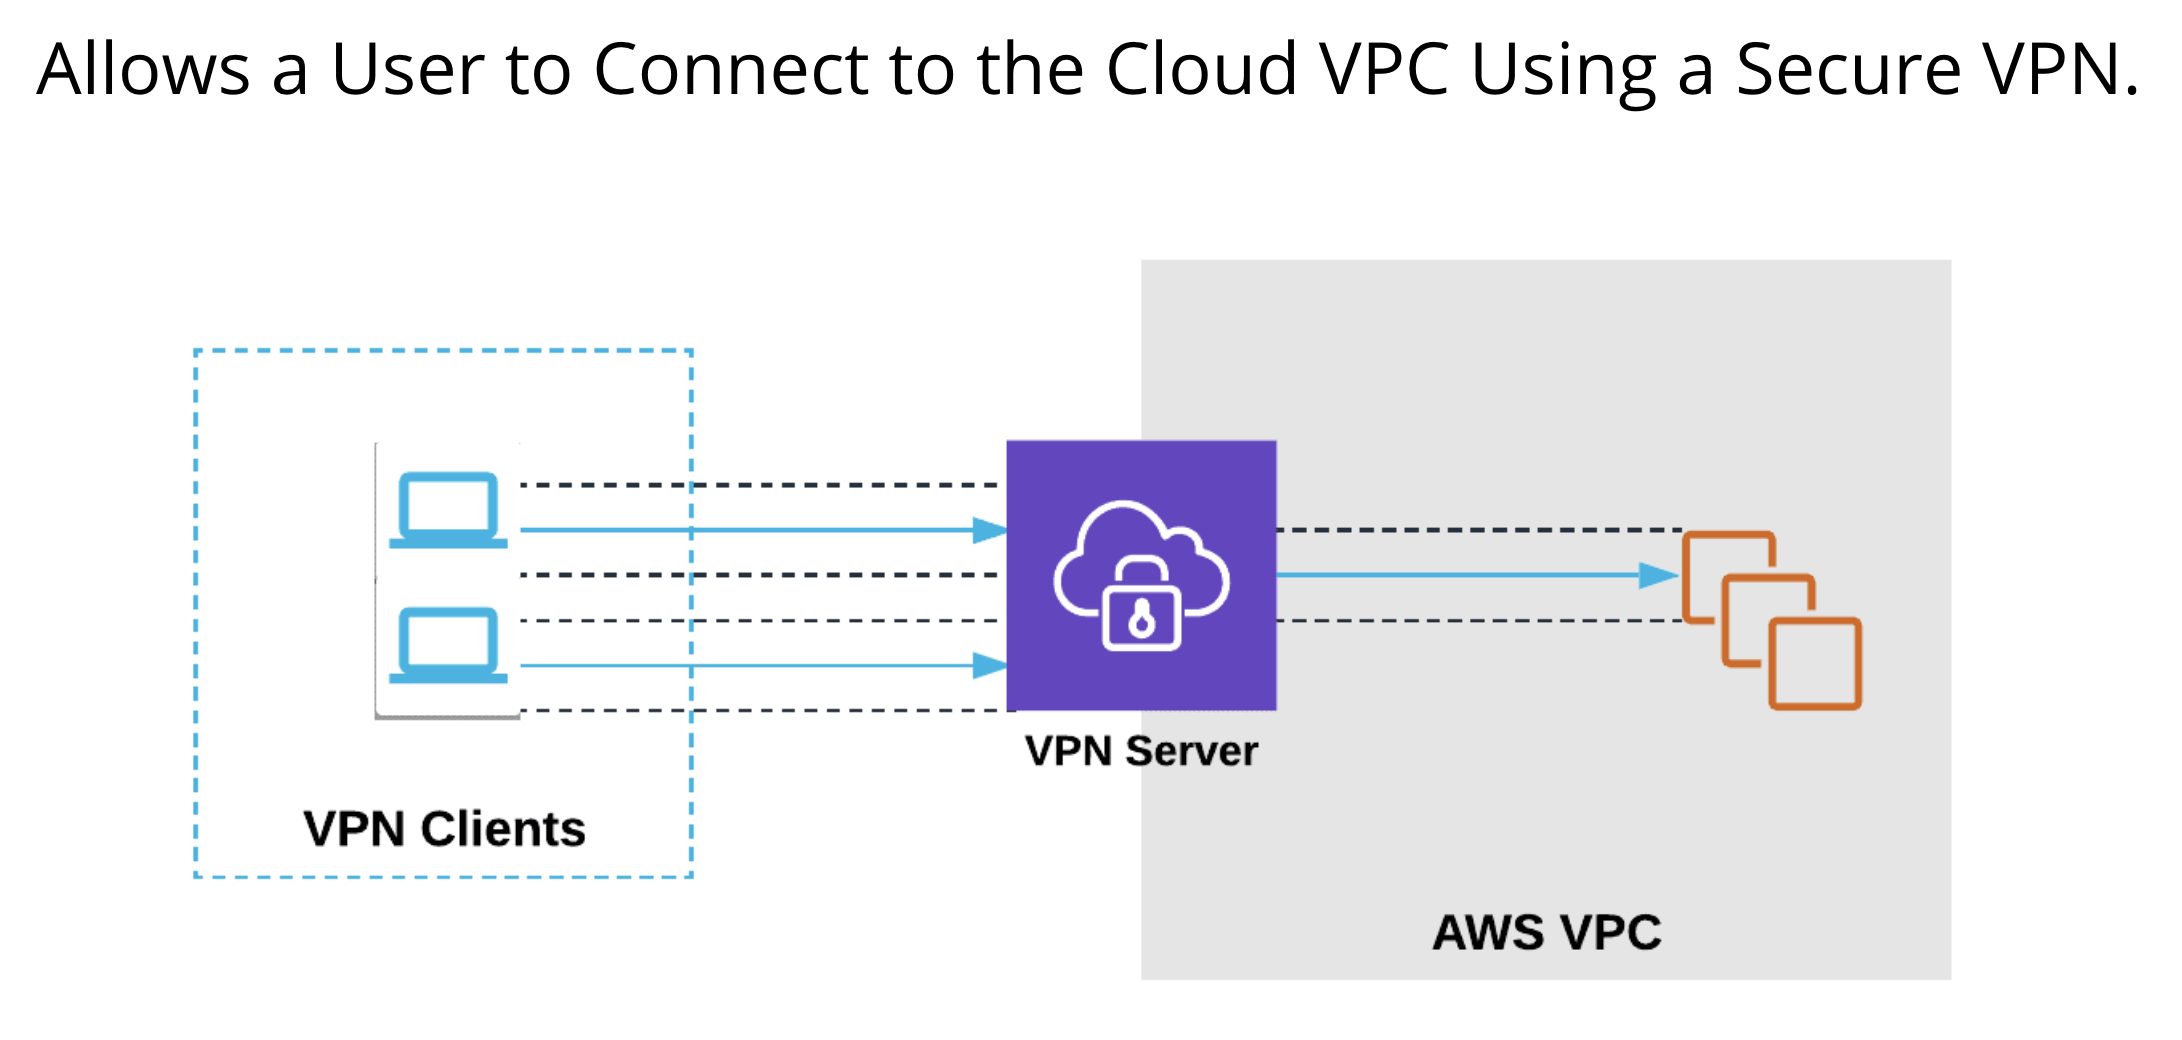 Allows a User to Connect to the Cloud VPC Using a Secure VPN.
VPN Server
VPN Clients
AWS VPC